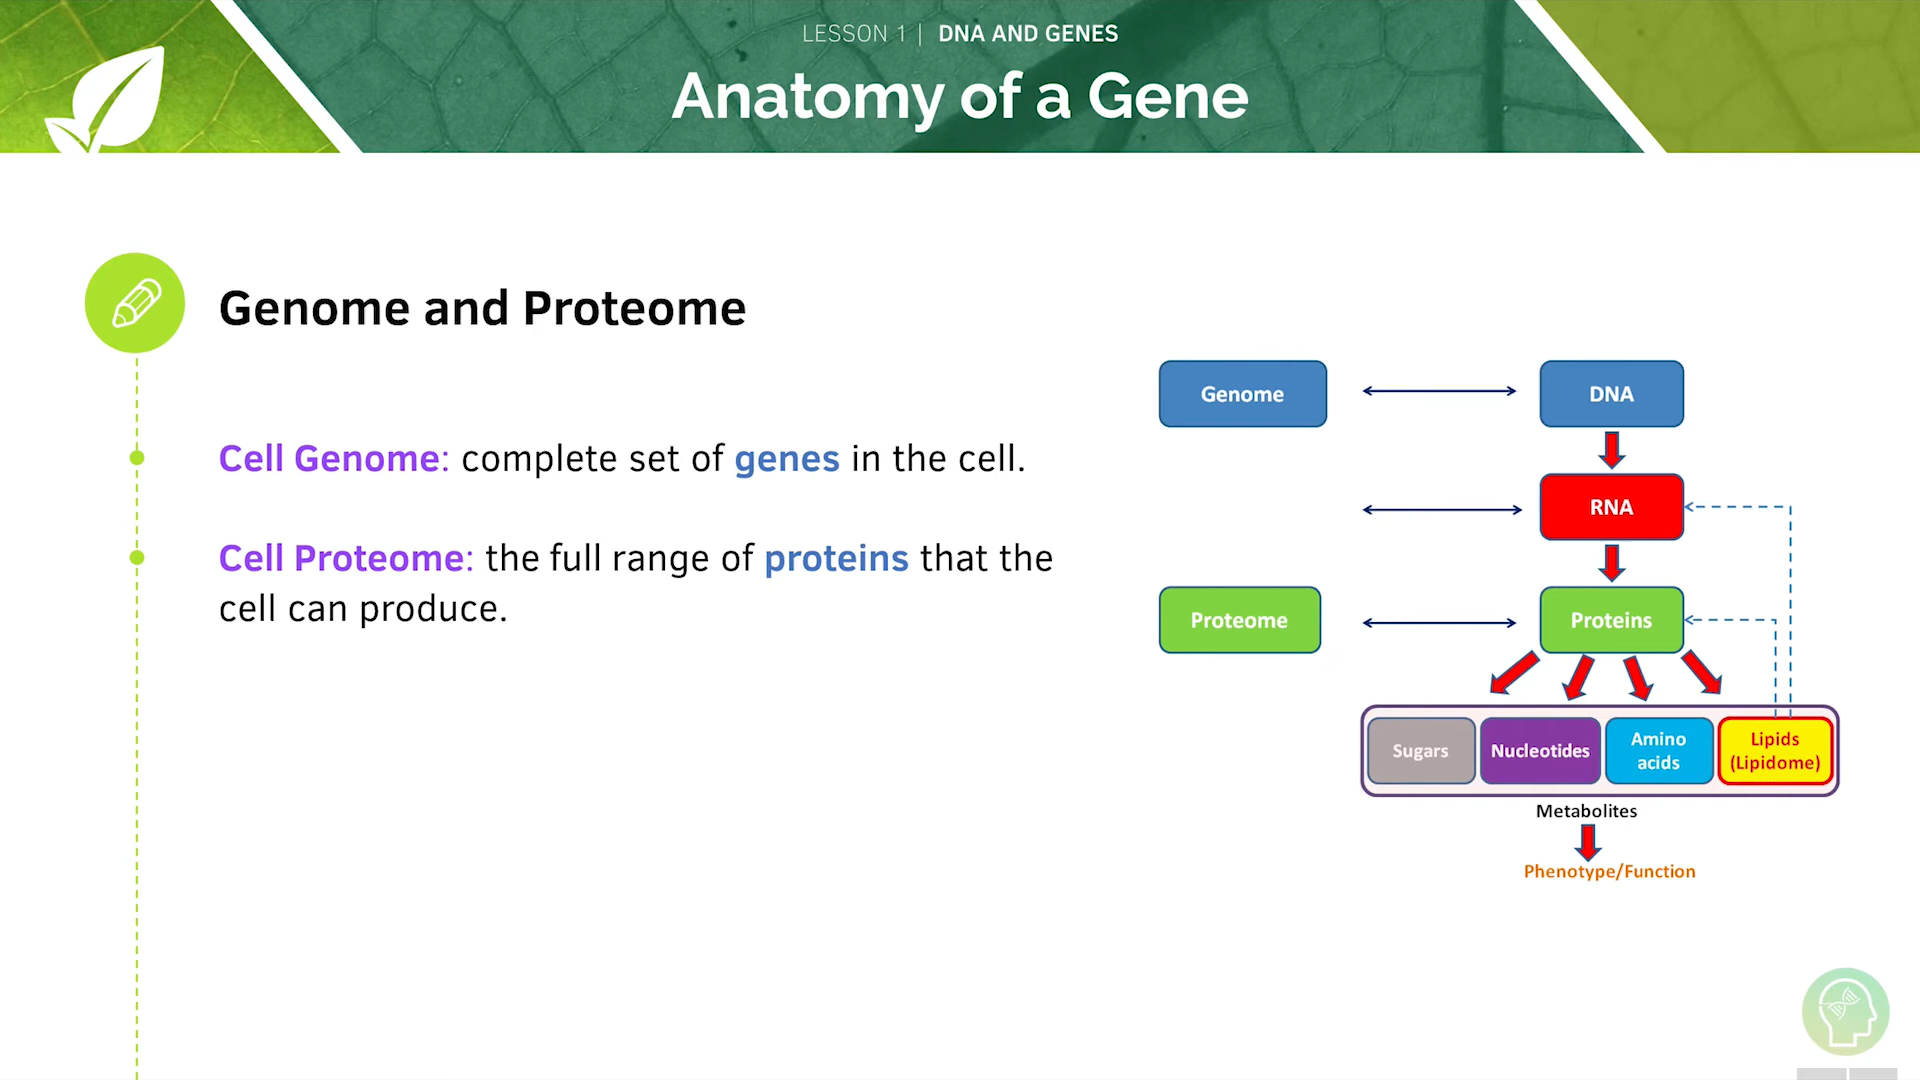 LESSON 1 | DNA AND GENES
Anatomy of a Gene
Genome and Proteome
Cell Genome: complete set of genes in the cell.
Cell Proteome: the full range of proteins that the
cell can produce.
Genome
DNA
RNA
Proteome
Proteins
Sugars
Nucleotides
Amino
acids
Lipids
(Lipidome)
Metabolites
Phenotype/Function